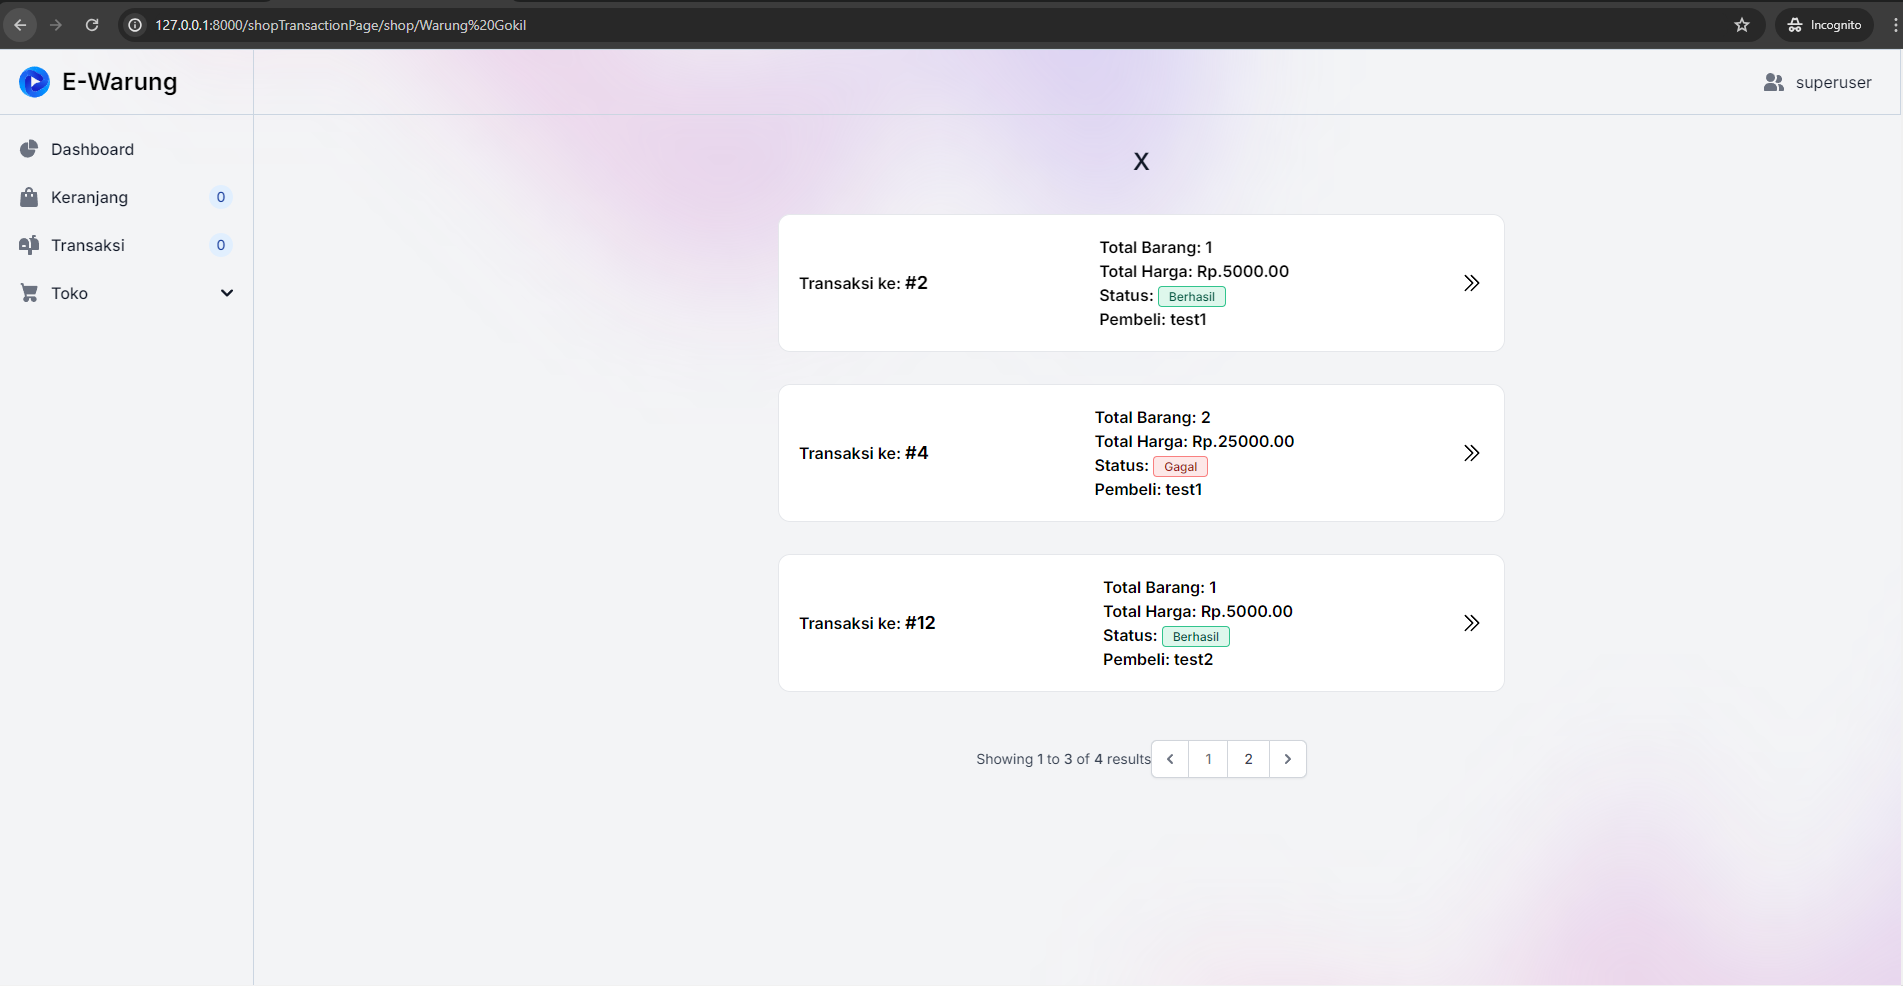 127.0.0.1:8000/shopTransactionPage/shop/Warung%20Gokil
Incognito
E-Warung
superuser
Dashboard
Keranjang 0
Transaksi 0
Toko
X
Transaksi ke: #2
Total Barang: 1
Total Harga: Rp.5000.00
Status: Berhasil
Pembeli: test1
Transaksi ke: #4
Total Barang: 2
Total Harga: Rp.25000.00
Status: Gagal
Pembeli: test1
Transaksi ke: #12
Total Barang: 1
Total Harga: Rp.5000.00
Status: Berhasil
Pembeli: test2
Showing 1 to 3 of 4 results 1 2